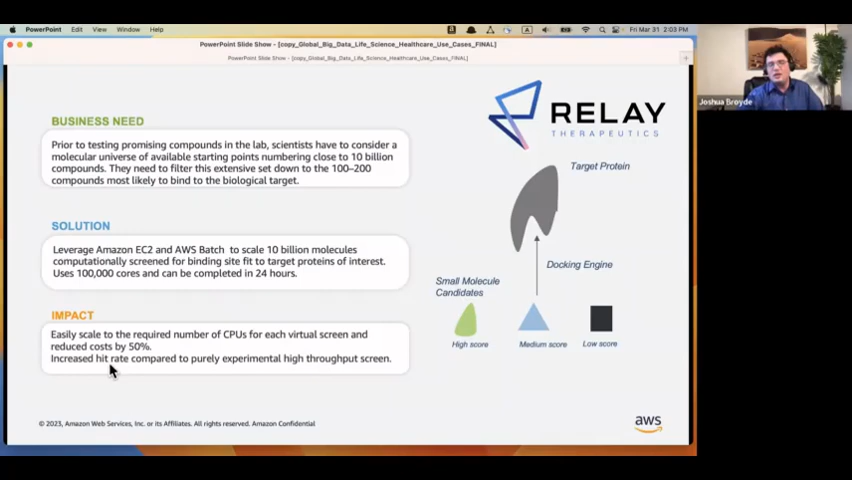 PowerPoint Edit View Window Help
Fri Mar 31 2:03 PM
PowerPoint Slide Show - [copy_Global_Big_Data_Life_Science_Healthcare_Use_Cases_FINAL]
PowerPoint Slide Show - [copy_Global_Big_Data_Life_Science_Healthcare_Use_Cases_FINAL]
Joshua Broyde
BUSINESS NEED
Prior to testing promising compounds in the lab, scientists have to consider a
molecular universe of available starting points numbering close to 10 billion
compounds. They need to filter this extensive set down to the 100–200
compounds most likely to bind to the biological target.
SOLUTION
Leverage Amazon EC2 and AWS Batch to scale 10 billion molecules
computationally screened for binding site fit to target proteins of interest.
Uses 100,000 cores and can be completed in 24 hours.
IMPACT
Easily scale to the required number of CPUs for each virtual screen and
reduced costs by 50%.
Increased hit rate compared to purely experimental high throughput screen.
RELAY
THERAPEUTICS
Target Protein
Docking Engine
Small Molecule
Candidates
High score
Medium score
Low score
© 2023, Amazon Web Services, Inc. or its Affiliates. All rights reserved. Amazon Confidential
aws